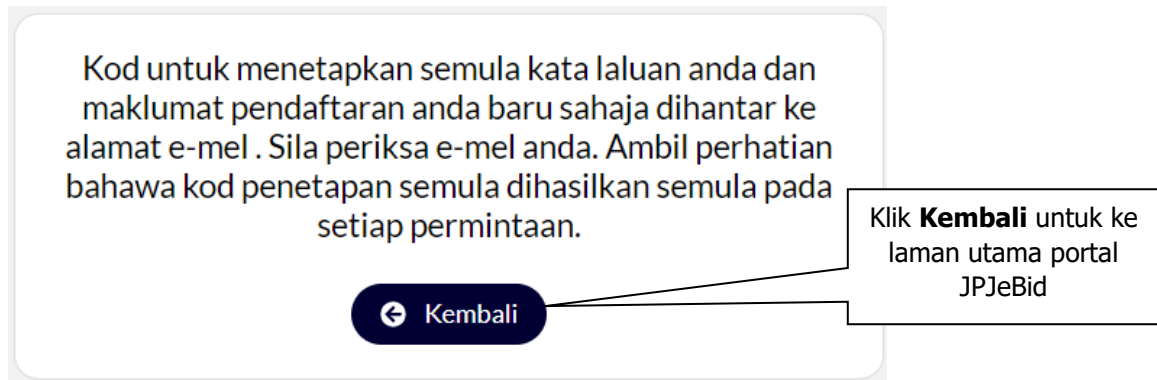 Kod untuk menetapkan semula kata laluan anda dan
maklumat pendaftaran anda baru sahaja dihantar ke
alamat e-mel . Sila periksa e-mel anda. Ambil perhatian
bahawa kod penetapan semula dihasilkan semula pada
setiap permintaan.
Kembali
Klik Kembali untuk ke
laman utama portal
JPJeBid